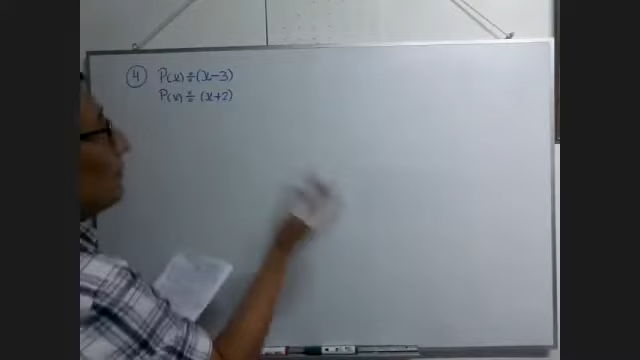 4 P(x) ÷ (x-3)
P(x) ÷ (x+2)